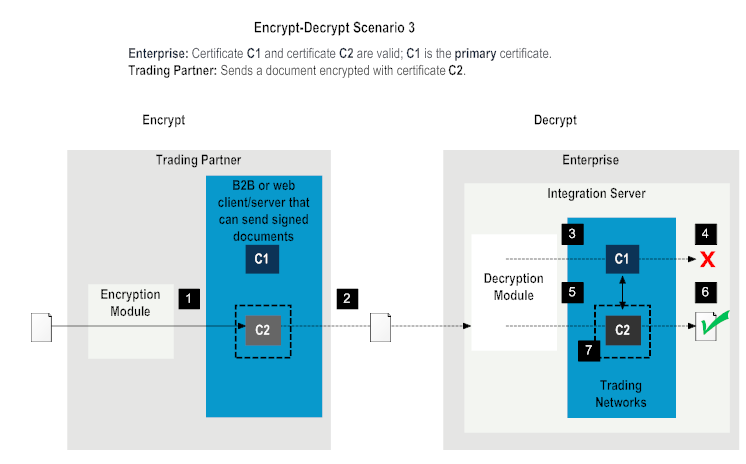 Encrypt-Decrypt Scenario 3
Enterprise: Certificate C1 and certificate C2 are valid; C1 is the primary certificate.
Trading Partner: Sends a document encrypted with certificate C2.
Encrypt
Decrypt
Trading Partner
Enterprise
B2B or web
client/server that
can send signed
documents
C1
Encryption
Module
1
C2
2
Integration Server
3
4
C1
X
Decryption
Module
5
6
C2
7
Trading
Networks